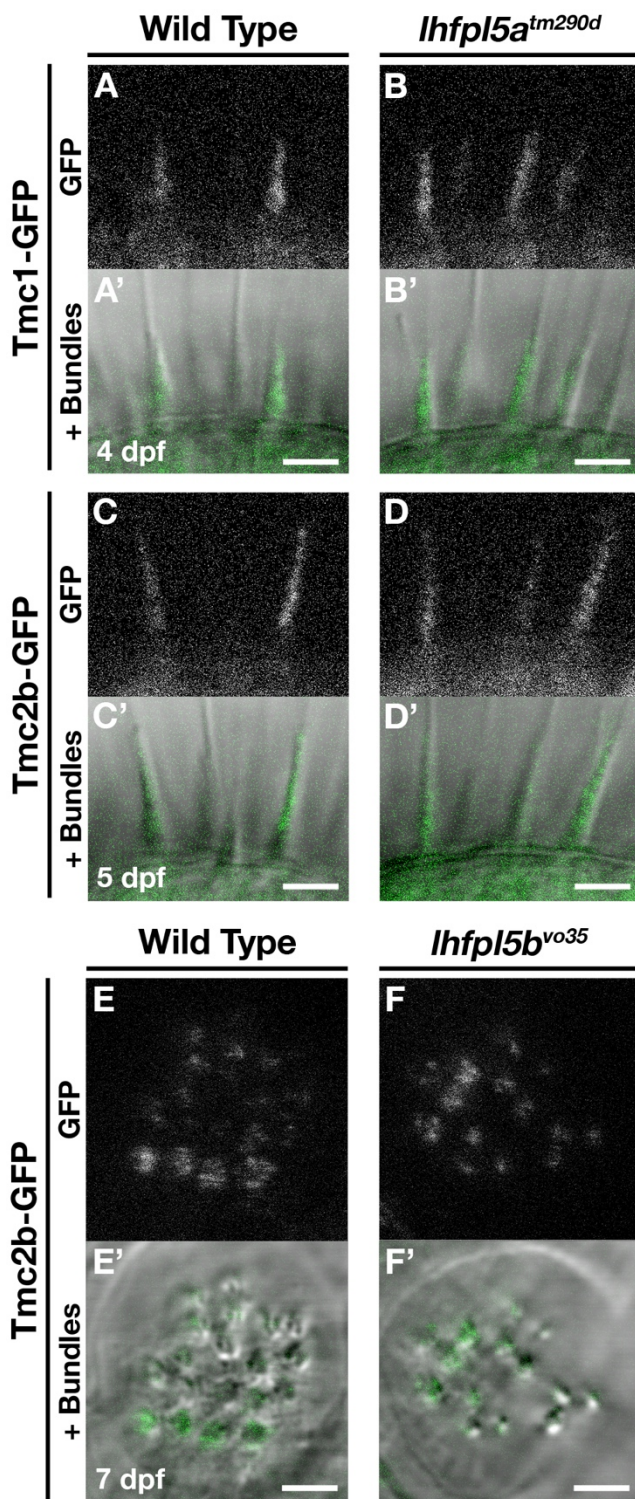 Wild Type
lhfpl5a^tm290d
Tmc1-GFP
GFP
A
B
+ Bundles
A'
B'
4 dpf
Tmc2b-GFP
GFP
C
D
+ Bundles
C'
D'
5 dpf
Wild Type
lhfpl5b^vo35
Tmc2b-GFP
GFP
E
F
+ Bundles
E'
F'
7 dpf